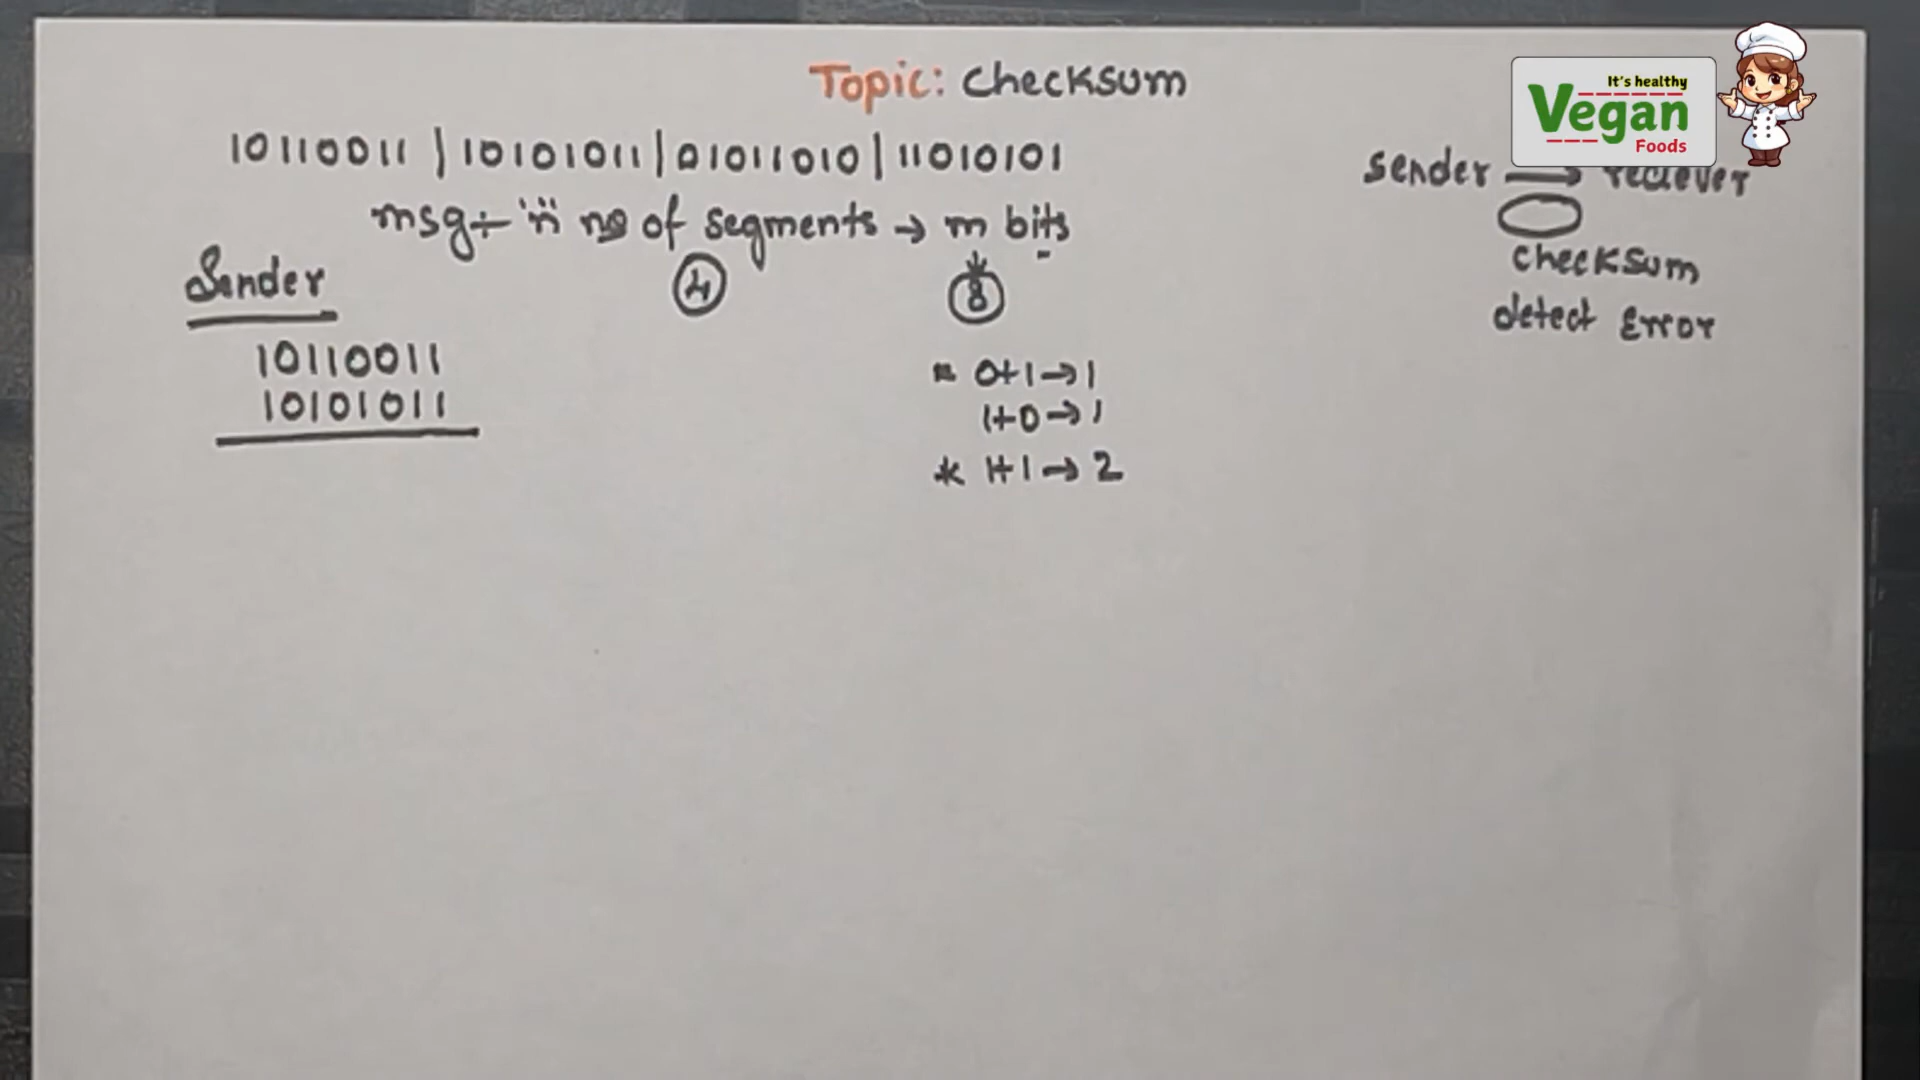 Topic: Checksum
10110011 | 10101011 | 01011010 | 11010101
msg ÷ "n" no of segments → m bits
4
8
Sender
10110011
10101011
* 0+1→1
1+0→1
* 1+1→2
Sender → reciever
Checksum
detect Error
It's healthy
Vegan
Foods